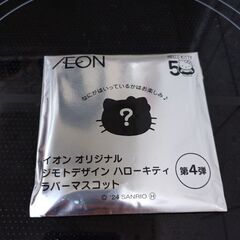 ÆON
なにがはいっているかはお楽しみ♪
?
イオン オリジナル
ジモトデザイン ハローキティ
ラバーマスコット
第4弾
© '24 SANRIO Ⓗ